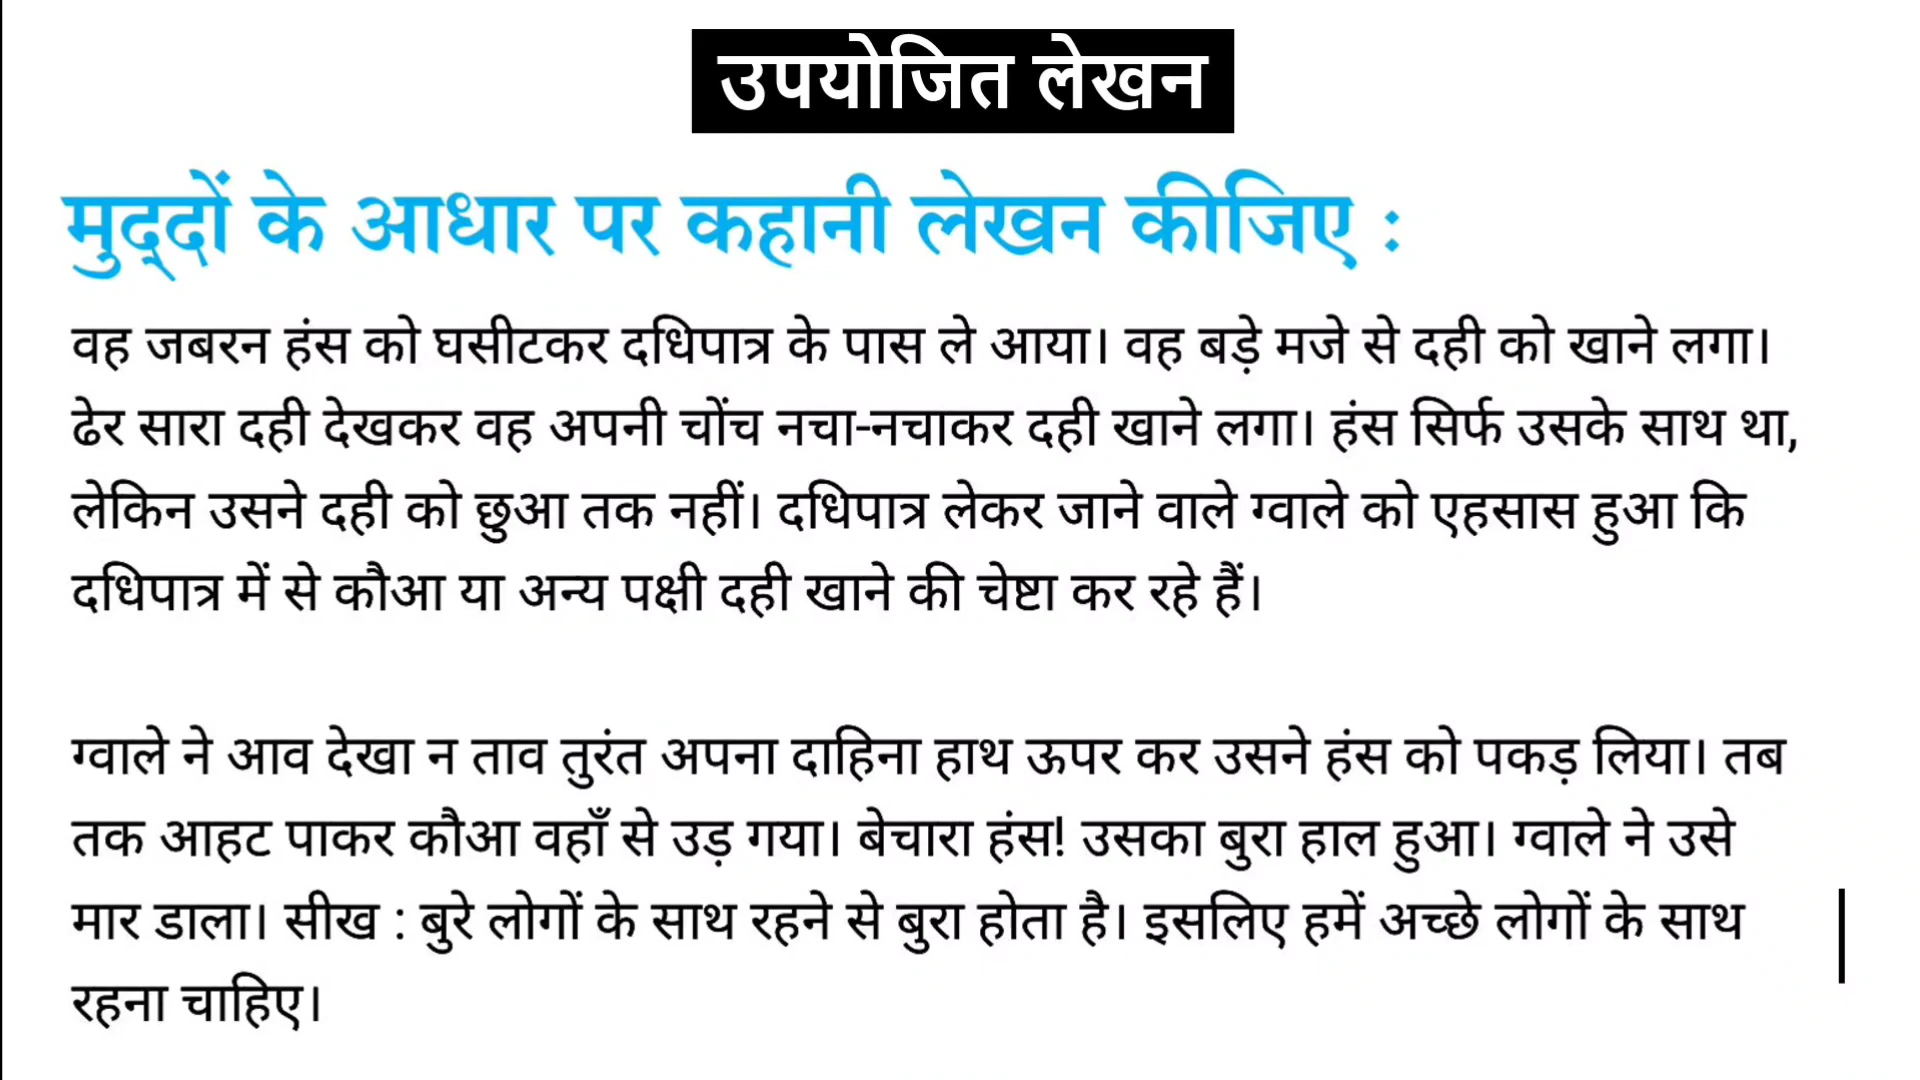 उपयोजित लेखन
मुद्‌दों के आधार पर कहानी लेखन कीजिए :
वह जबरन हंस को घसीटकर दधिपात्र के पास ले आया। वह बड़े मजे से दही को खाने लगा।
ढेर सारा दही देखकर वह अपनी चोंच नचा-नचाकर दही खाने लगा। हंस सिर्फ उसके साथ था,
लेकिन उसने दही को छुआ तक नहीं। दधिपात्र लेकर जाने वाले ग्वाले को एहसास हुआ कि
दधिपात्र में से कौआ या अन्य पक्षी दही खाने की चेष्टा कर रहे हैं।
ग्वाले ने आव देखा न ताव तुरंत अपना दाहिना हाथ ऊपर कर उसने हंस को पकड़ लिया। तब
तक आहट पाकर कौआ वहाँ से उड़ गया। बेचारा हंस! उसका बुरा हाल हुआ। ग्वाले ने उसे
मार डाला। सीख : बुरे लोगों के साथ रहने से बुरा होता है। इसलिए हमें अच्छे लोगों के साथ
रहना चाहिए।